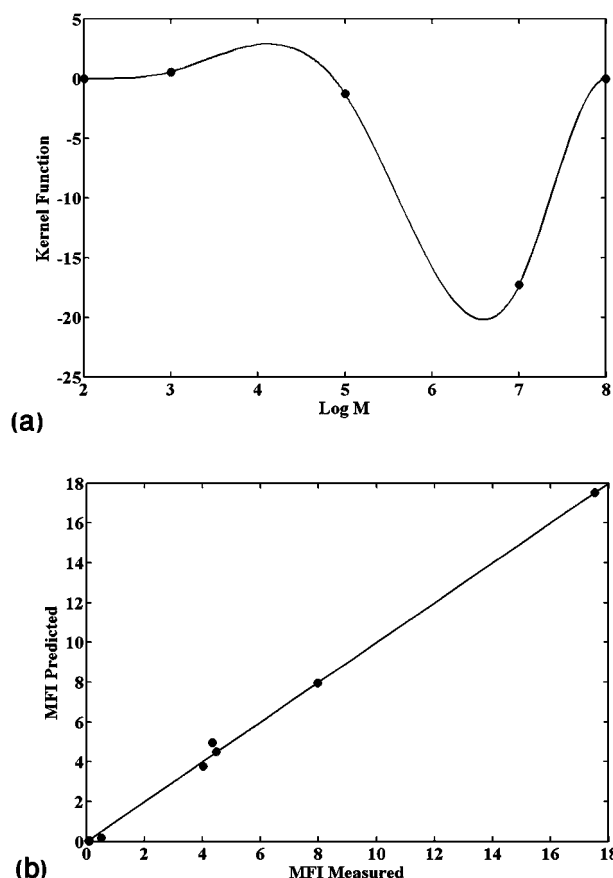 5
0
-5
-10
-15
-20
-25
Kernel Function
2 3 4 5 6 7 8
Log M
(a)
18
16
14
12
10
8
6
4
2
0
MFI Predicted
0 2 4 6 8 10 12 14 16 18
MFI Measured
(b)